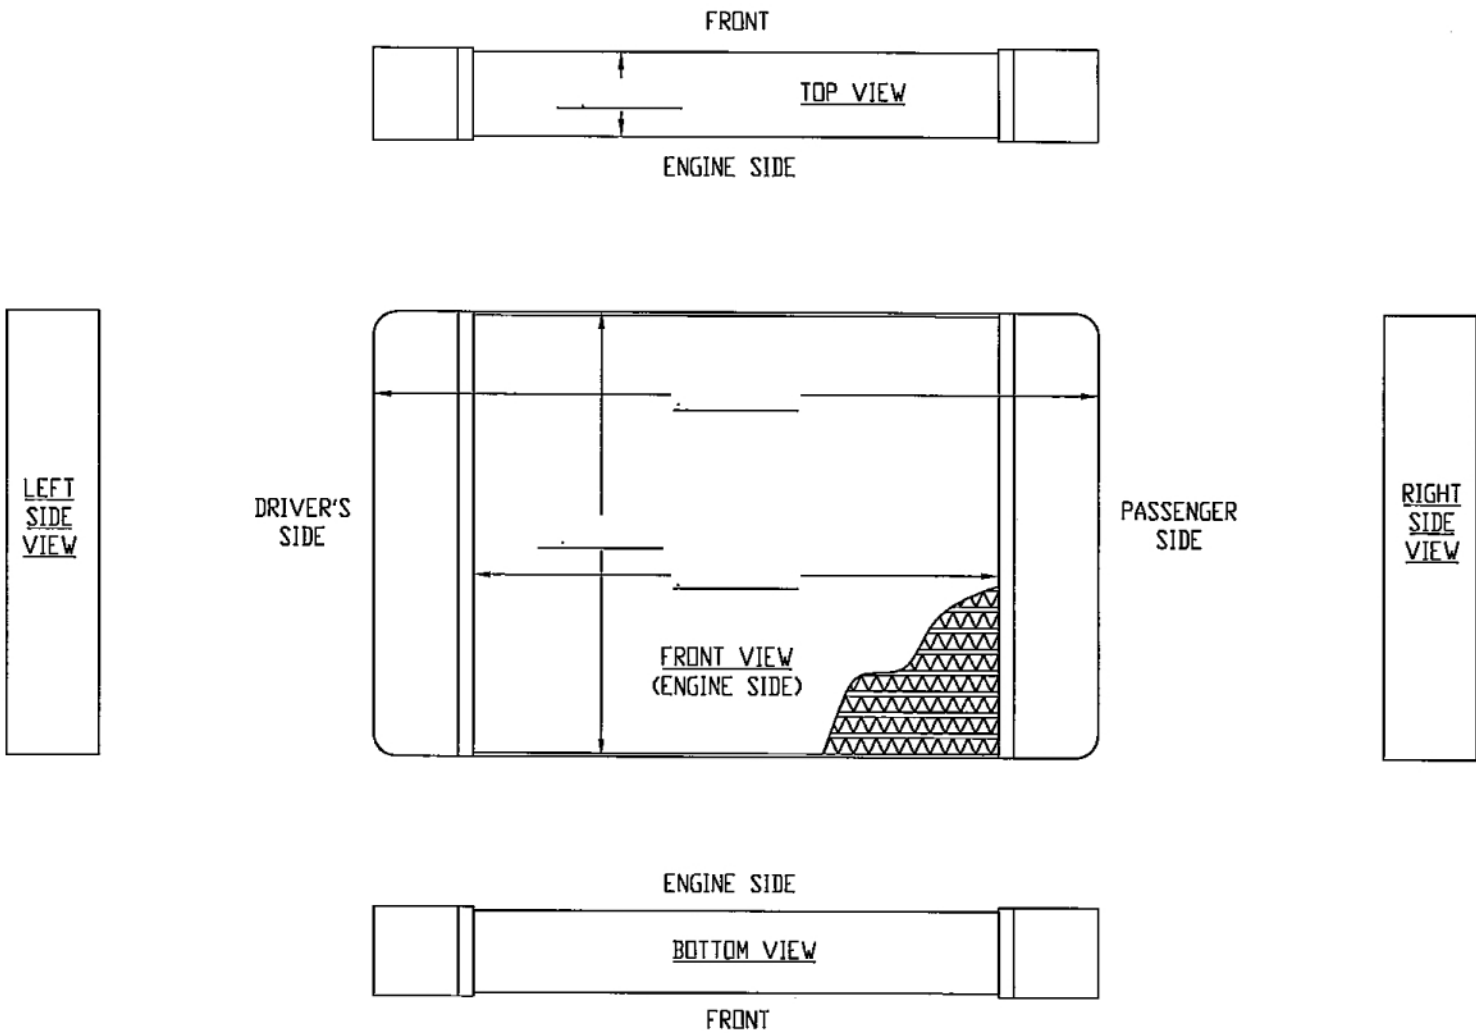 FRONT
TOP VIEW
ENGINE SIDE
LEFT
SIDE
VIEW
DRIVER'S
SIDE
PASSENGER
SIDE
RIGHT
SIDE
VIEW
FRONT VIEW
(ENGINE SIDE)
ENGINE SIDE
BOTTOM VIEW
FRONT